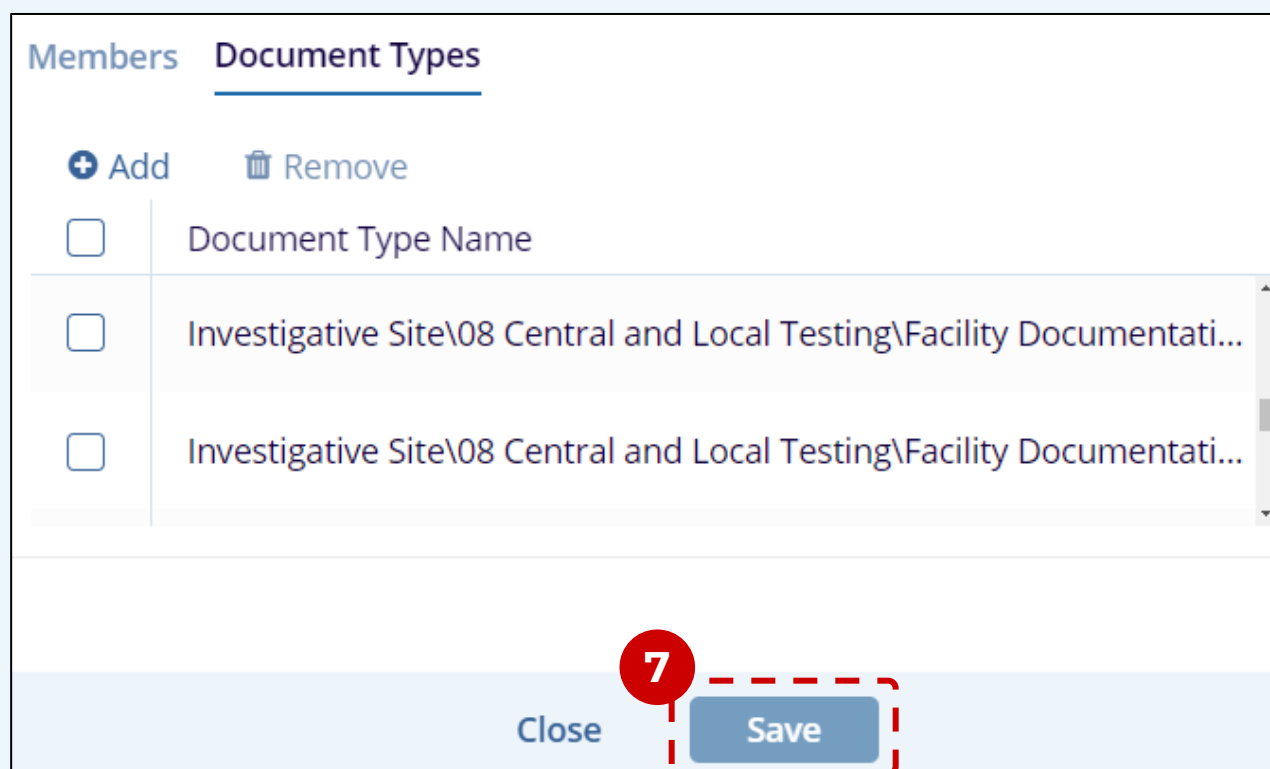 Members Document Types
Add Remove
Document Type Name
Investigative Site\08 Central and Local Testing\Facility Documentati...
Investigative Site\08 Central and Local Testing\Facility Documentati...
7
Close Save